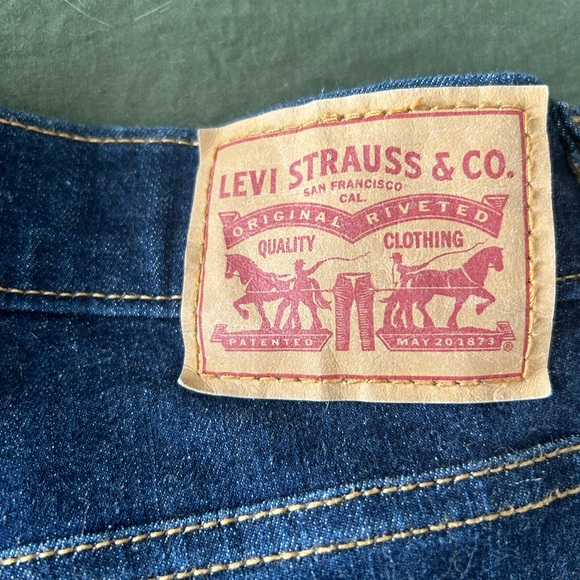 LEVI STRAUSS & CO.
SAN FRANCISCO
CAL.
ORIGINAL RIVETED
QUALITY CLOTHING
PATENTED MAY 20 1873 ®